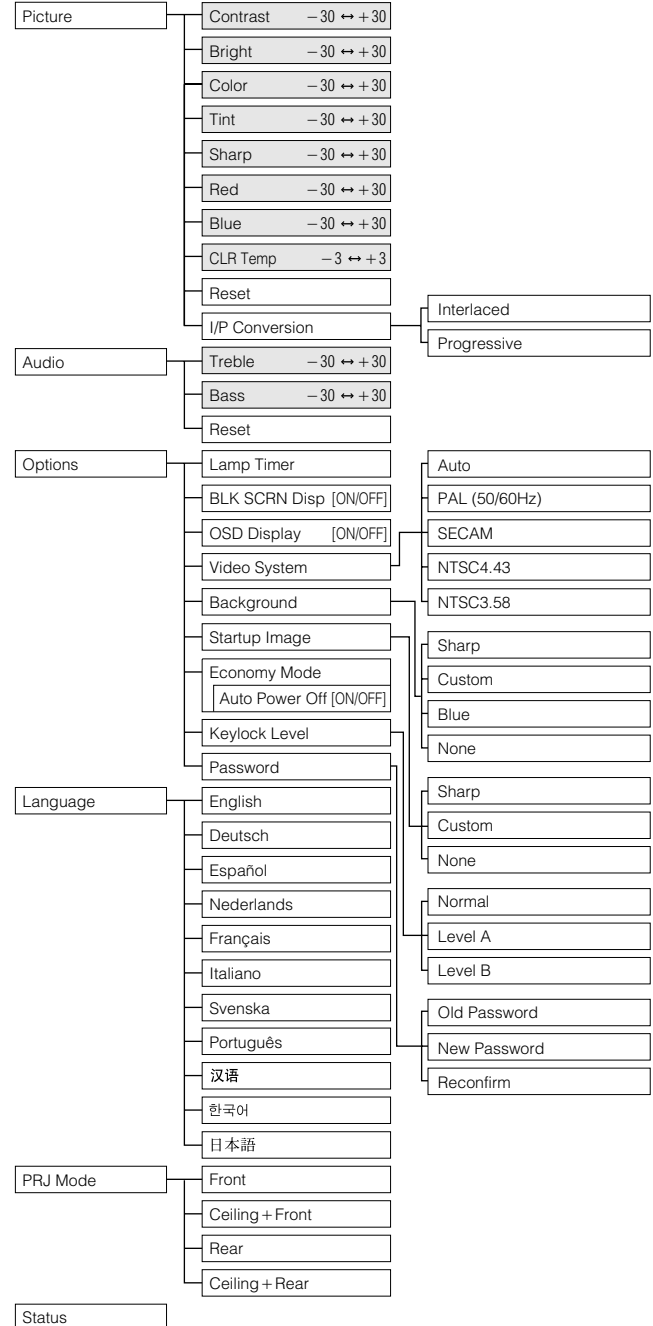 Picture
Contrast −30 ↔ +30
Bright −30 ↔ +30
Color −30 ↔ +30
Tint −30 ↔ +30
Sharp −30 ↔ +30
Red −30 ↔ +30
Blue −30 ↔ +30
CLR Temp −3 ↔ +3
Reset
I/P Conversion
Interlaced
Progressive
Audio
Treble −30 ↔ +30
Bass −30 ↔ +30
Reset
Options
Lamp Timer
BLK SCRN Disp [ON/OFF]
OSD Display [ON/OFF]
Video System
Background
Startup Image
Economy Mode
Auto Power Off [ON/OFF]
Keylock Level
Password
Auto
PAL (50/60Hz)
SECAM
NTSC4.43
NTSC3.58
Sharp
Custom
Blue
None
Sharp
Custom
None
Normal
Level A
Level B
Old Password
New Password
Reconfirm
Language
English
Deutsch
Español
Nederlands
Français
Italiano
Svenska
Português
汉语
한국어
日本語
PRJ Mode
Front
Ceiling+Front
Rear
Ceiling+Rear
Status